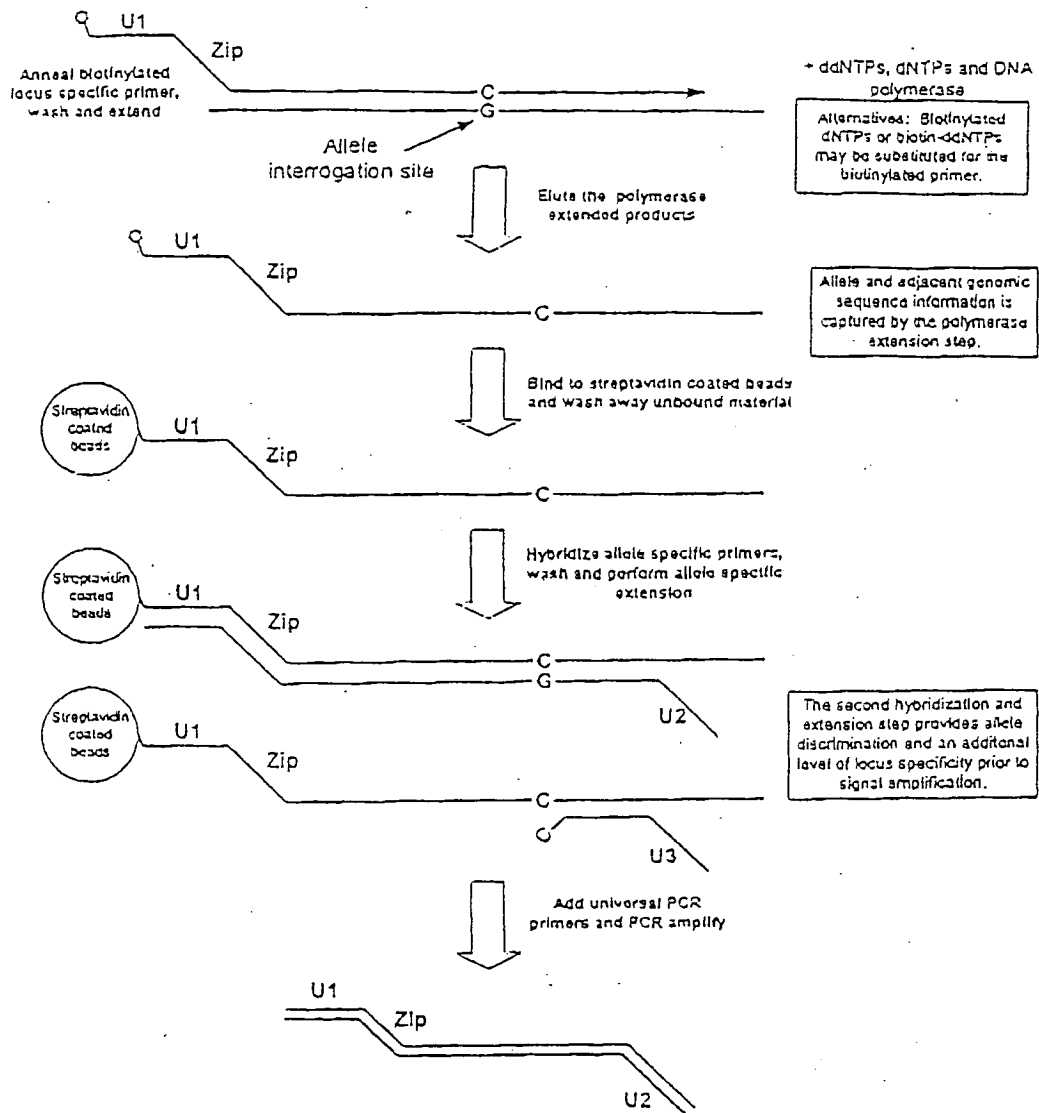 U1
Zip
Anneal biotinylated
locus specific primer,
wash and extend
C
G
Allele
interrogation site
+ ddNTPs, dNTPs and DNA
polymerase
Alternatives: Biotinylated
dNTPs or biotin-ddNTPs
may be substituted for the
biotinylated primer.
Elute the polymerase
extended products
U1
Zip
C
Allele and adjacent genomic
sequence information is
captured by the polymerase
extension step.
Bind to streptavidin coated beads
and wash away unbound material
Streptavidin
coated
beads
U1
Zip
C
Hybridize allele specific primers,
wash and perform allele specific
extension
Streptavidin
coated
beads
U1
Zip
C
G
U2
Streptavidin
coated
beads
U1
Zip
C
C
U3
The second hybridization and
extension step provides allele
discrimination and an additonal
level of locus specificity prior to
signal amplification.
Add universal PCR
primers and PCR amplify
U1
Zip
U2